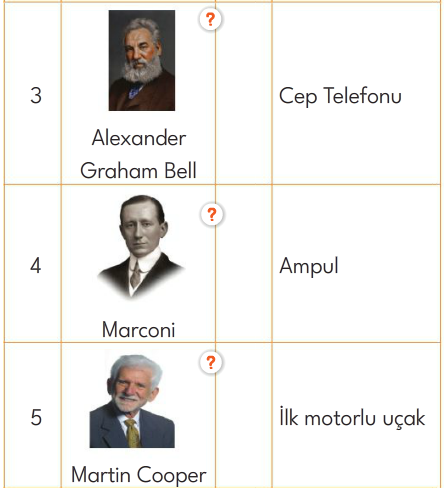 ?
3
Alexander
Graham Bell
Cep Telefonu
?
4
Marconi
Ampul
?
5
Martin Cooper
İlk motorlu uçak